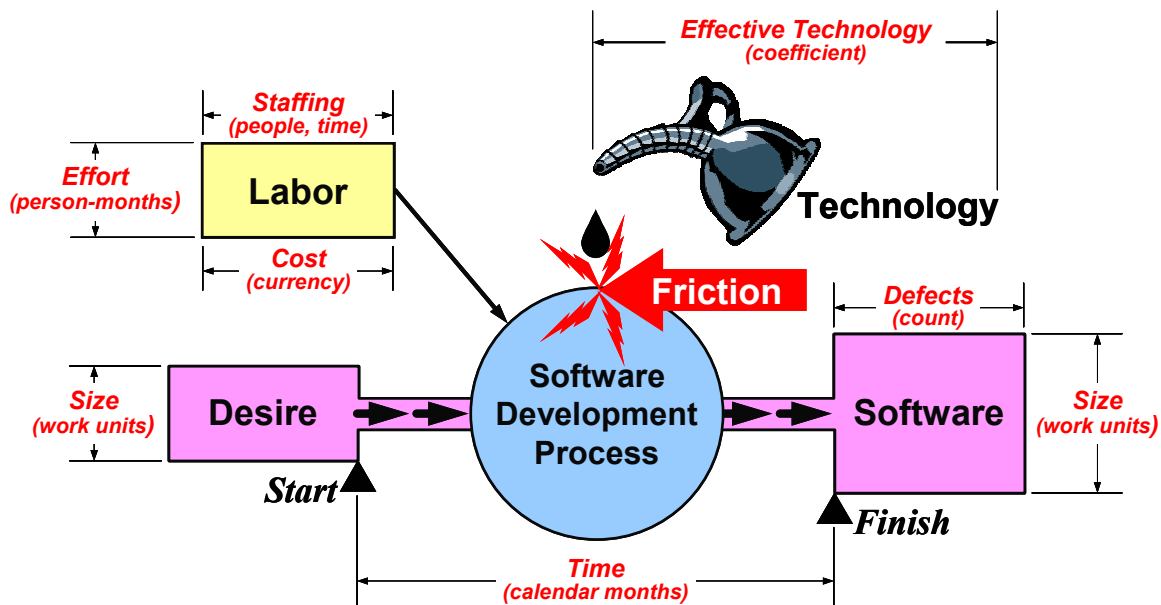 Effective Technology
(coefficient)
Staffing
(people, time)
Effort
(person-months)
Labor
Technology
Cost
(currency)
Friction
Defects
(count)
Size
(work units)
Desire
Software
Development
Process
Software
Size
(work units)
Start
Finish
Time
(calendar months)